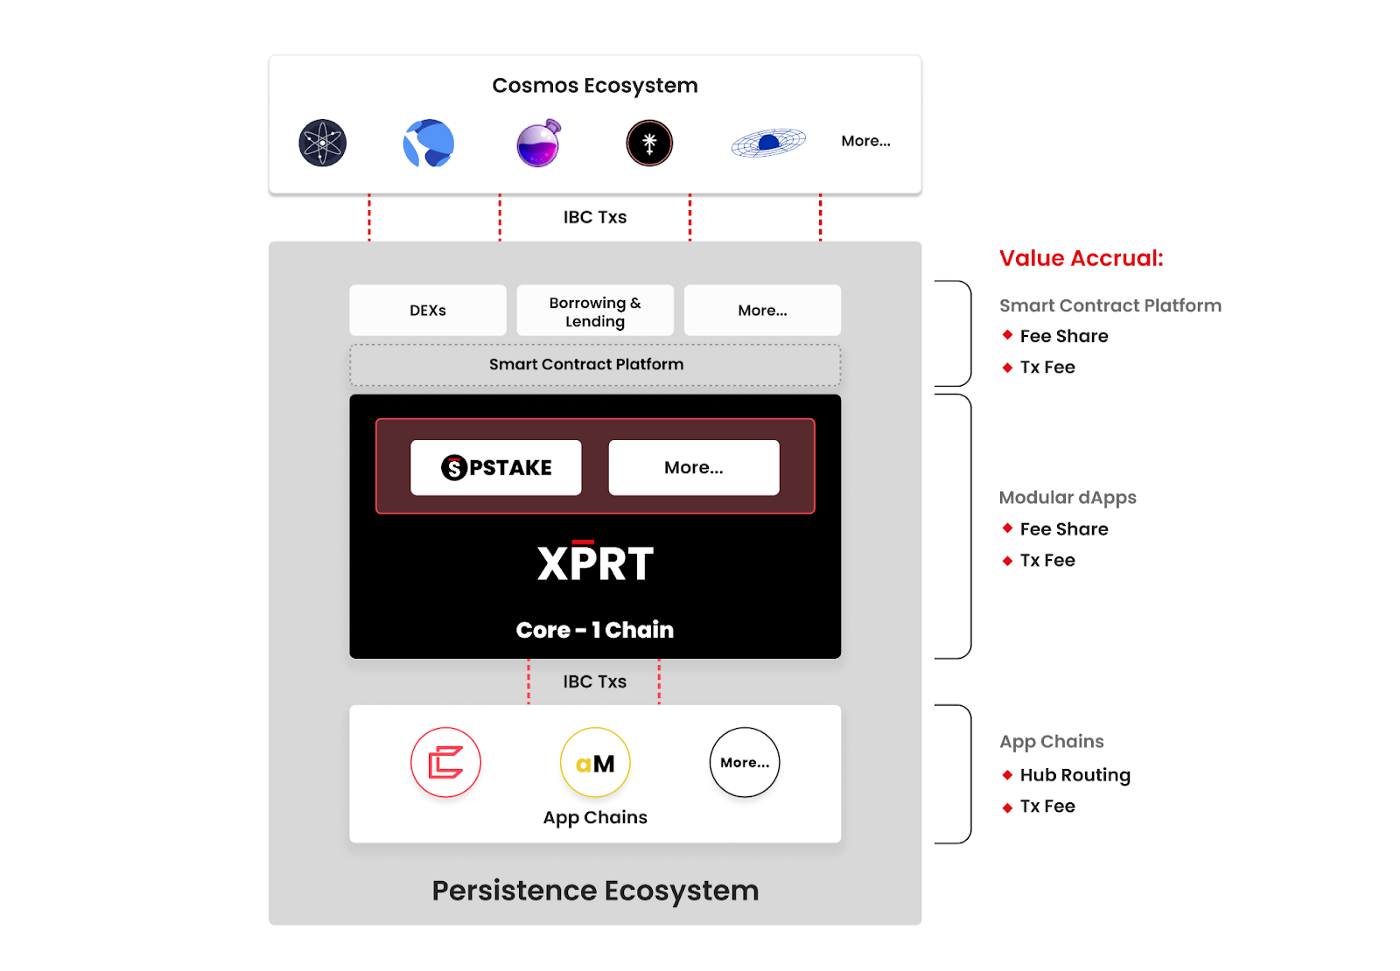 Cosmos Ecosystem
More...
IBC Txs
DEXs
Borrowing &
Lending
More...
Smart Contract Platform
PSTAKE
More...
XPRT
Core - 1 Chain
IBC Txs
αM
More...
App Chains
Persistence Ecosystem
Value Accrual:
Smart Contract Platform
Fee Share
Tx Fee
Modular dApps
Fee Share
Tx Fee
App Chains
Hub Routing
Tx Fee